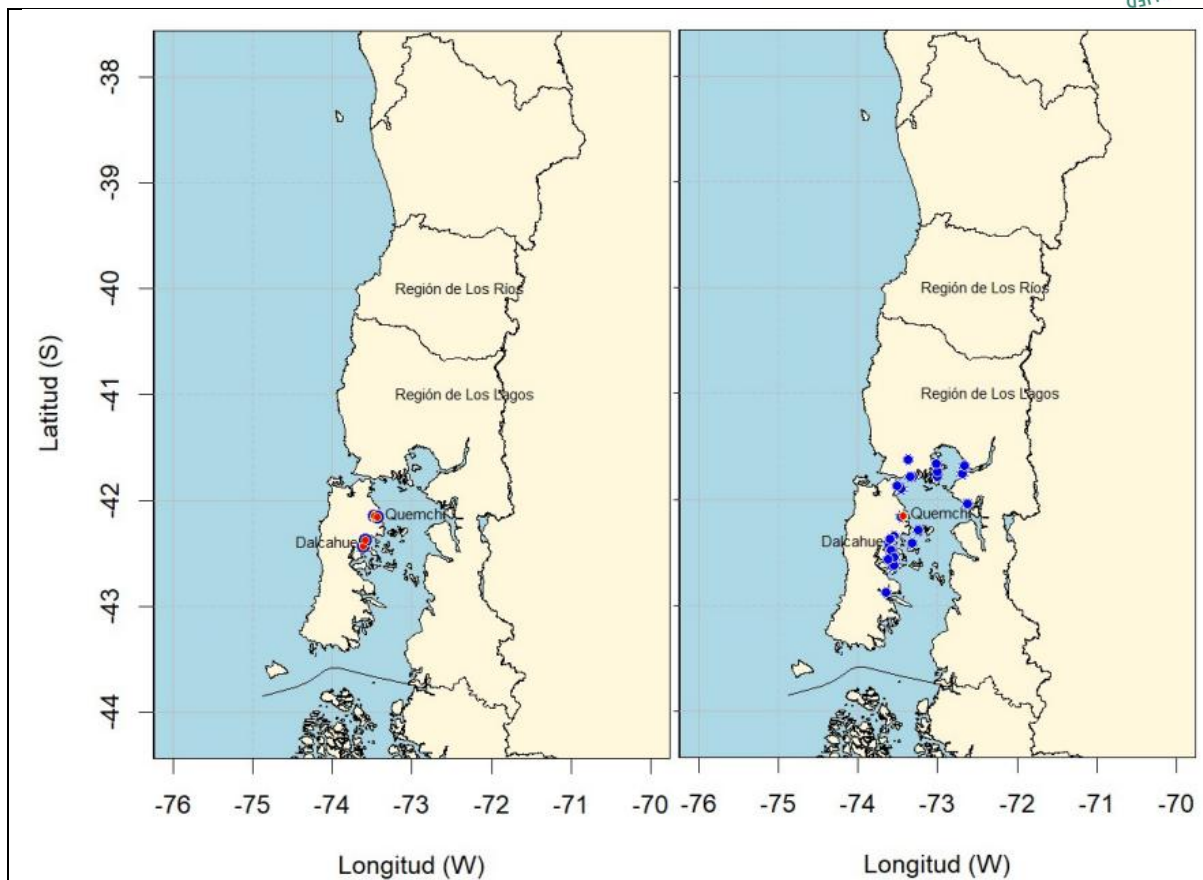 -38
-39
-40
-41
-42
-43
-44
Latitud (S)
Región de Los Ríos
Región de Los Lagos
Quemchi
Dalcahue
-76 -75 -74 -73 -72 -71 -70
Longitud (W)
Región de Los Ríos
Región de Los Lagos
Quemchi
Dalcahue
-76 -75 -74 -73 -72 -71 -70
Longitud (W)